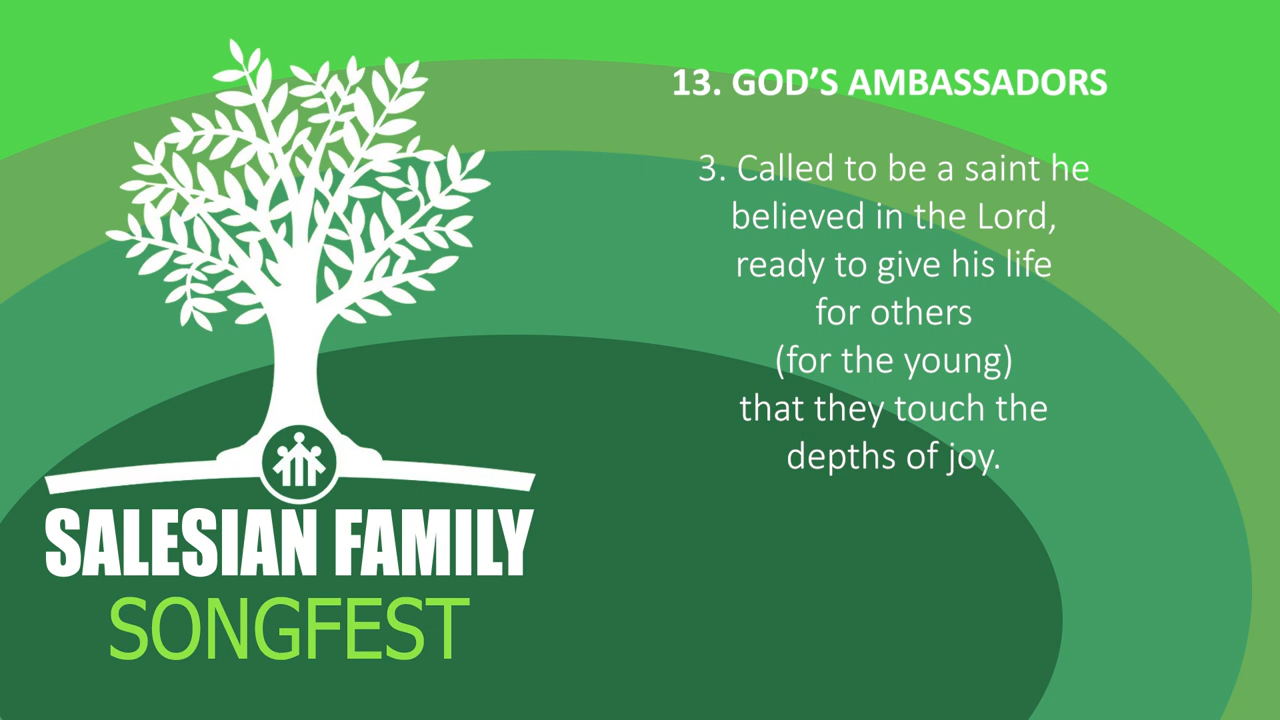 13. GOD’S AMBASSADORS
3. Called to be a saint he
believed in the Lord,
ready to give his life
for others
(for the young)
that they touch the
depths of joy.
SALESIAN FAMILY
SONGFEST